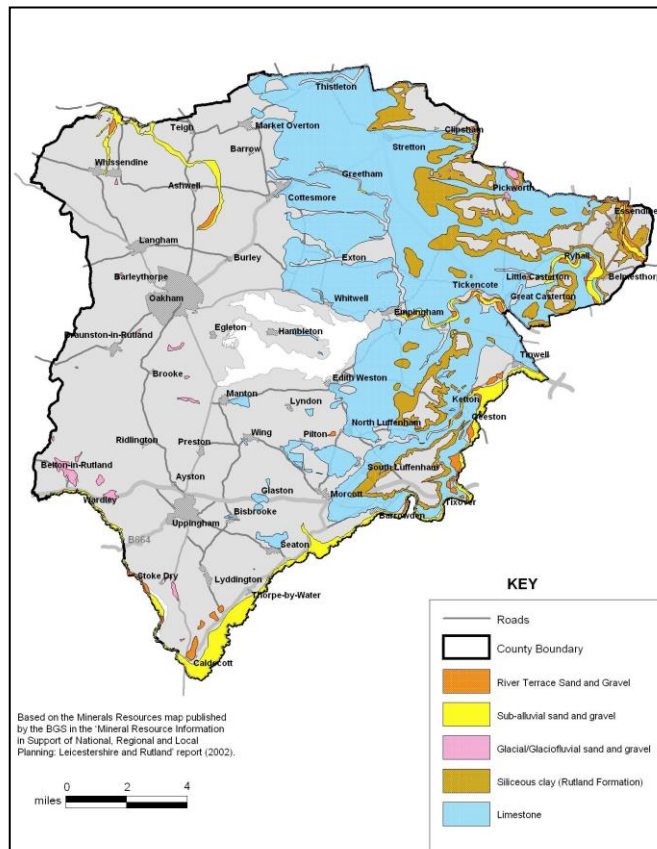 Thistleton
Teigh
Market Overton
Clipsham
Barrow
Stretton
Whissendine
Greetham
Pickworth
Ashwell
Cottesmore
Essendine
Langham
Burley
Exton
Ryhall
Barleythorpe
Little Casterton
Belmesthorpe
Oakham
Tickencote
Whitwell
Great Casterton
Empingham
Egleton
Hambleton
Braunston-in-Rutland
Tinwell
Brooke
Edith Weston
Manton
Lyndon
Ketton
Geeston
North Luffenham
Ridlington
Preston
Wing
Pilton
Belton-in-Rutland
South Luffenham
Ayston
Wardley
Glaston
Morcott
Tixover
Bisbrooke
Barrowden
Uppingham
B664
Seaton
Stoke Dry
Lyddington
Thorpe-by-Water
Caldecott
KEY
Roads
County Boundary
River Terrace Sand and Gravel
Sub-alluvial sand and gravel
Glacial/Glaciofluvial sand and gravel
Siliceous clay (Rutland Formation)
Limestone
Based on the Minerals Resources map published
by the BGS in the 'Mineral Resource Information
in Support of National, Regional and Local
Planning: Leicestershire and Rutland' report (2002).
0 2 4
miles